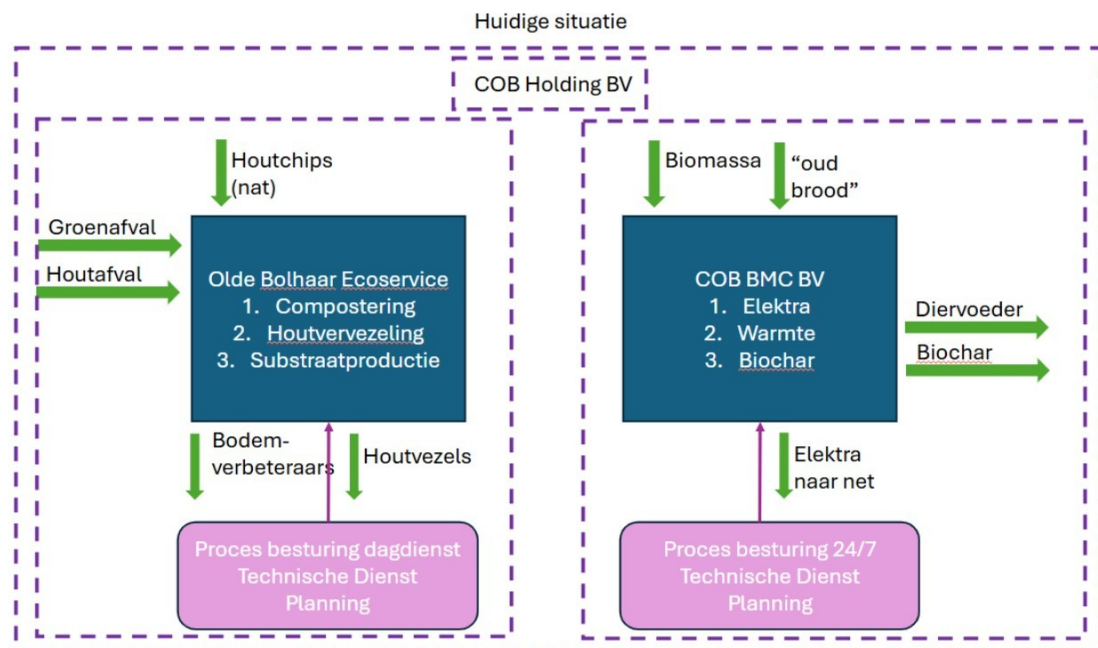 Huidige situatie
COB Holding BV
Houtchips
(nat)
Groenafval
Houtafval
Olde Bolhaar Ecoservice
1. Compostering
2. Houtvervezeling
3. Substraatproductie
Bodem-
verbeteraars
Houtvezels
Proces besturing dagdienst
Technische Dienst
Planning
Biomassa
“oud
brood”
COB BMC BV
1. Elektra
2. Warmte
3. Biochar
Diervoeder
Biochar
Elektra
naar net
Proces besturing 24/7
Technische Dienst
Planning